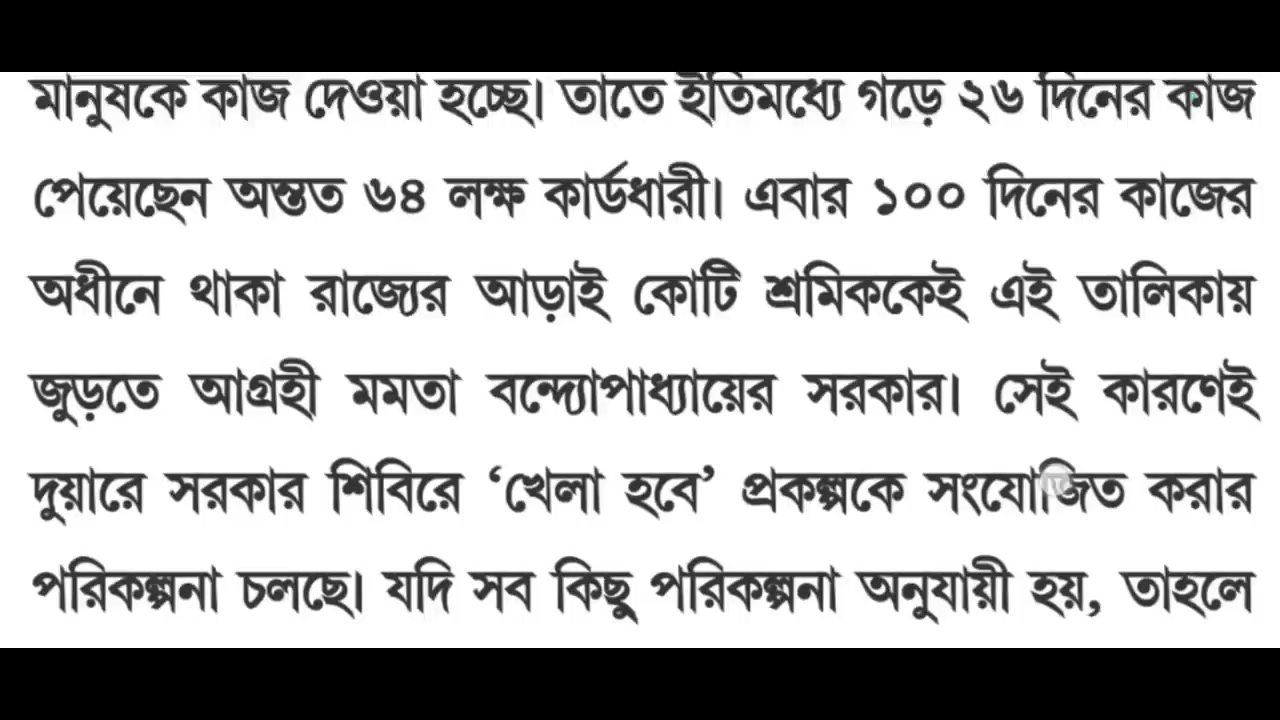 মানুষকে কাজ দেওয়া হচ্ছে। তাতে ইতিমধ্যে গড়ে ২৬ দিনের কাজ
পেয়েছেন অন্তত ৬৪ লক্ষ কার্ডধারী। এবার ১০০ দিনের কাজের
অধীনে থাকা রাজ্যের আড়াই কোটি শ্রমিককেই এই তালিকায়
জুড়তে আগ্রহী মমতা বন্দ্যোপাধ্যায়ের সরকার। সেই কারণেই
দুয়ারে সরকার শিবিরে ‘খেলা হবে’ প্রকল্পকে সংযোজিত করার
পরিকল্পনা চলছে। যদি সব কিছু পরিকল্পনা অনুযায়ী হয়, তাহলে